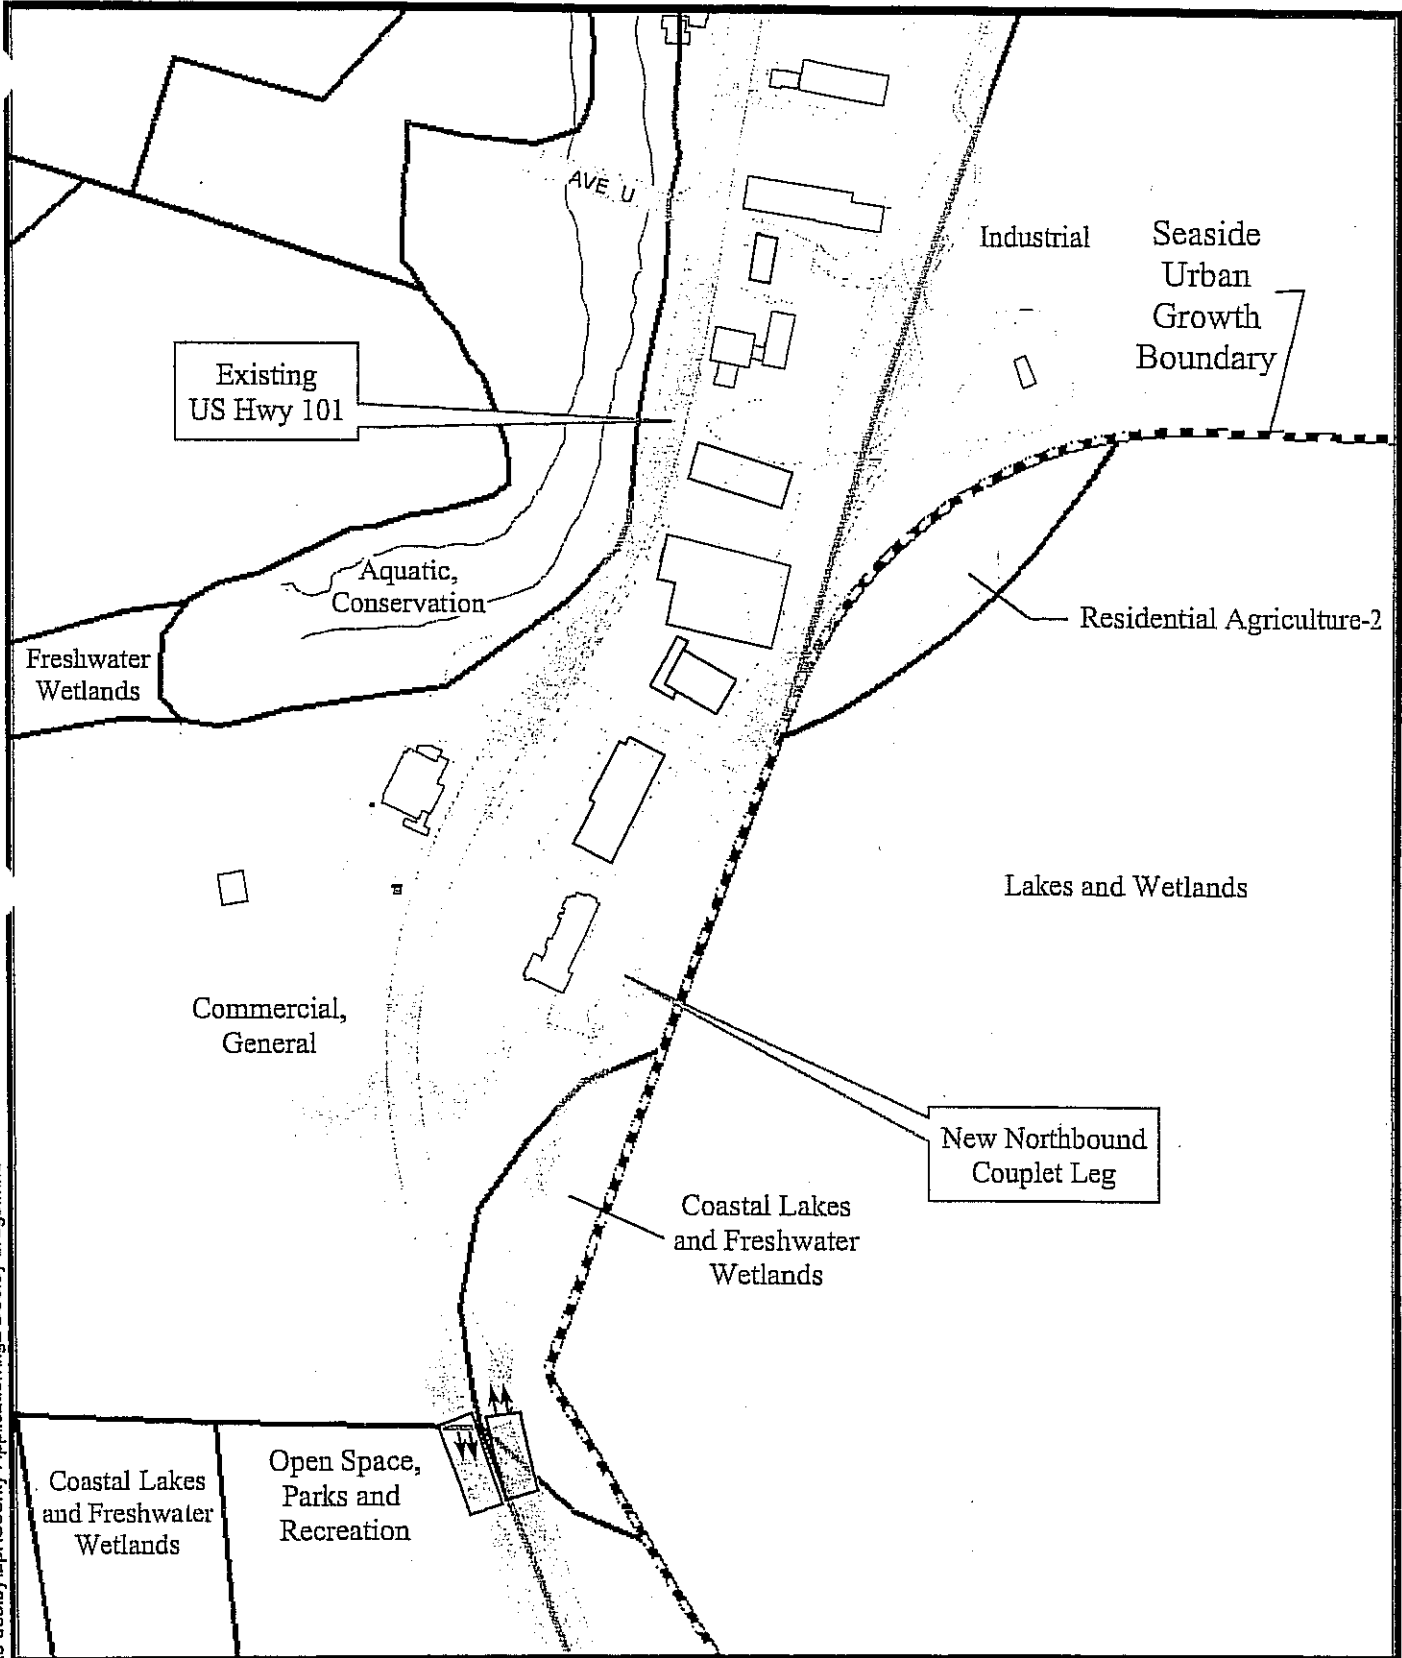 AVE U
Industrial
Seaside
Urban
Growth
Boundary
Existing
US Hwy 101
Aquatic,
Conservation
Residential Agriculture-2
Freshwater
Wetlands
Lakes and Wetlands
Commercial,
General
New Northbound
Couplet Leg
Coastal Lakes
and Freshwater
Wetlands
Open Space,
Parks and
Recreation
Coastal Lakes
and Freshwater
Wetlands